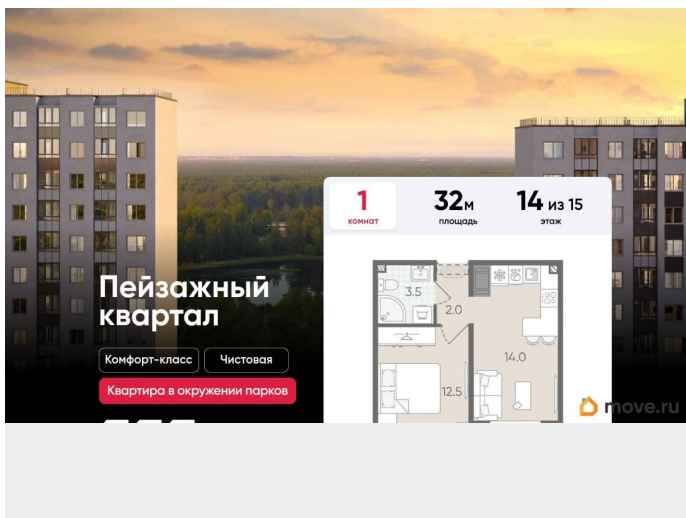 1
комнат
32м
площадь
14 из 15
этаж
Пейзажный
квартал
Комфорт-класс
Чистовая
Квартира в окружении парков
3.5
2.0
14.0
12.5
move.ru